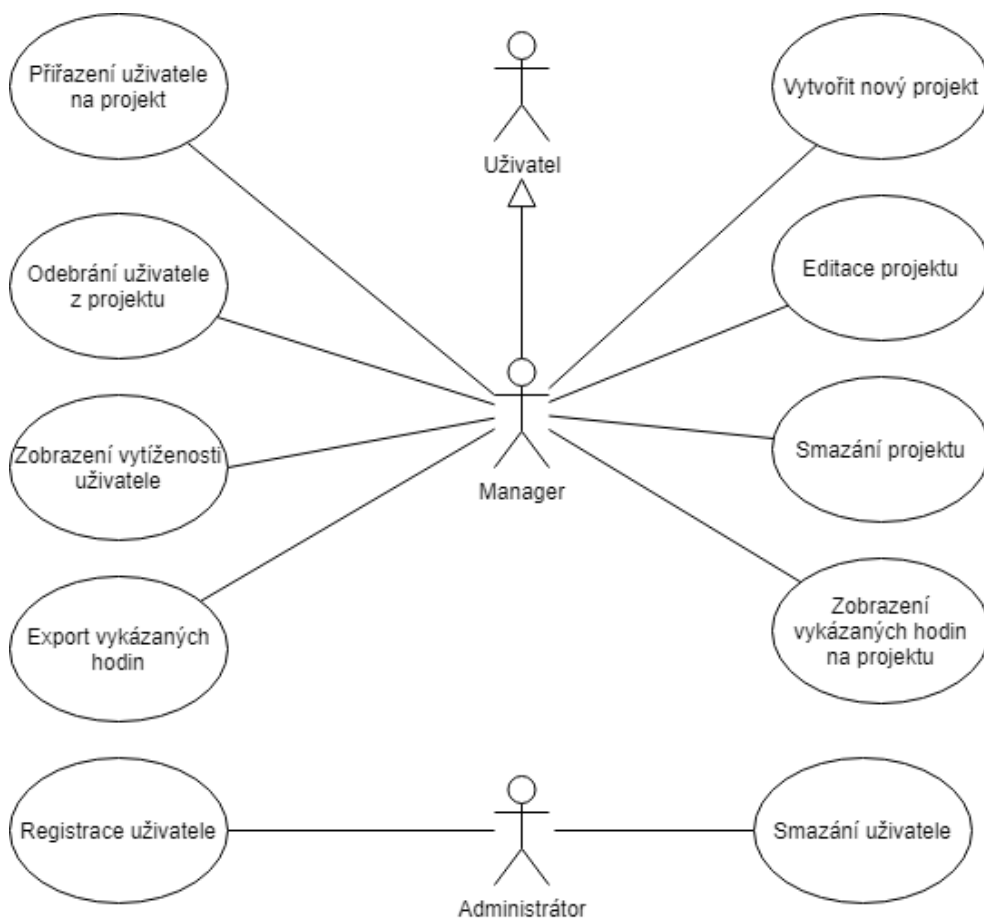 Přiřazení uživatele
na projekt
Uživatel
Vytvořit nový projekt
Odebrání uživatele
z projektu
Editace projektu
Zobrazení vytíženosti
uživatele
Manager
Smazání projektu
Export vykázaných
hodin
Zobrazení
vykázaných hodin
na projektu
Registrace uživatele
Administrátor
Smazání uživatele